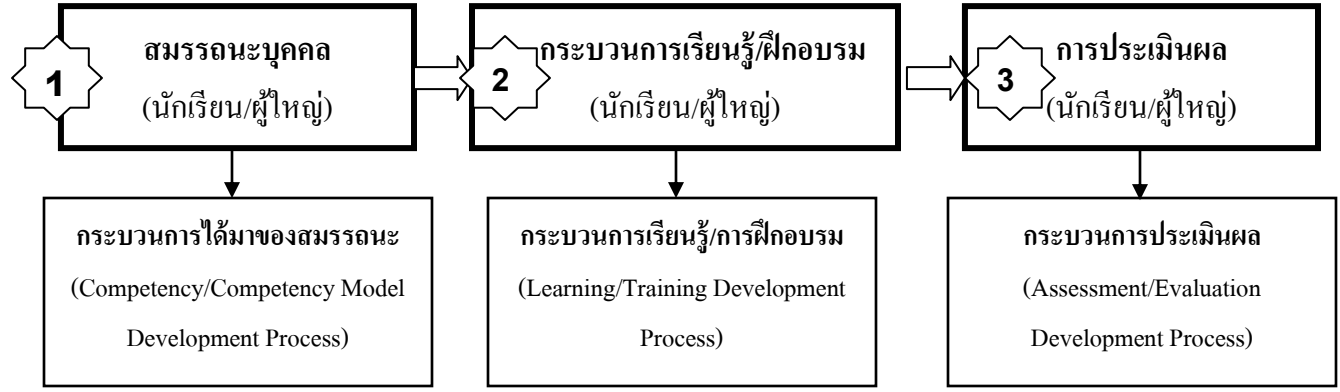 1
สมรรถนะบุคคล
(นักเรียน/ผู้ใหญ่)
2
กระบวนการเรียนรู้/ฝึกอบรม
(นักเรียน/ผู้ใหญ่)
3
การประเมินผล
(นักเรียน/ผู้ใหญ่)
กระบวนการได้มาของสมรรถนะ
(Competency/Competency Model
Development Process)
กระบวนการเรียนรู้/การฝึกอบรม
(Learning/Training Development
Process)
กระบวนการประเมินผล
(Assessment/Evaluation
Development Process)